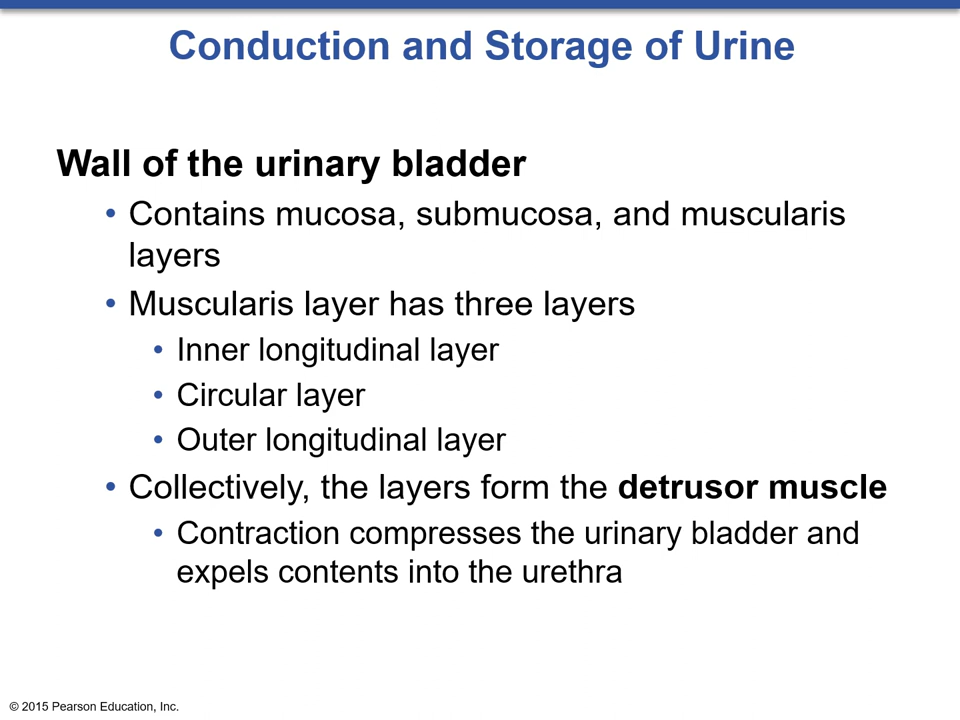 Conduction and Storage of Urine
Wall of the urinary bladder
• Contains mucosa, submucosa, and muscularis
layers
• Muscularis layer has three layers
• Inner longitudinal layer
• Circular layer
• Outer longitudinal layer
• Collectively, the layers form the detrusor muscle
• Contraction compresses the urinary bladder and
expels contents into the urethra
© 2015 Pearson Education, Inc.